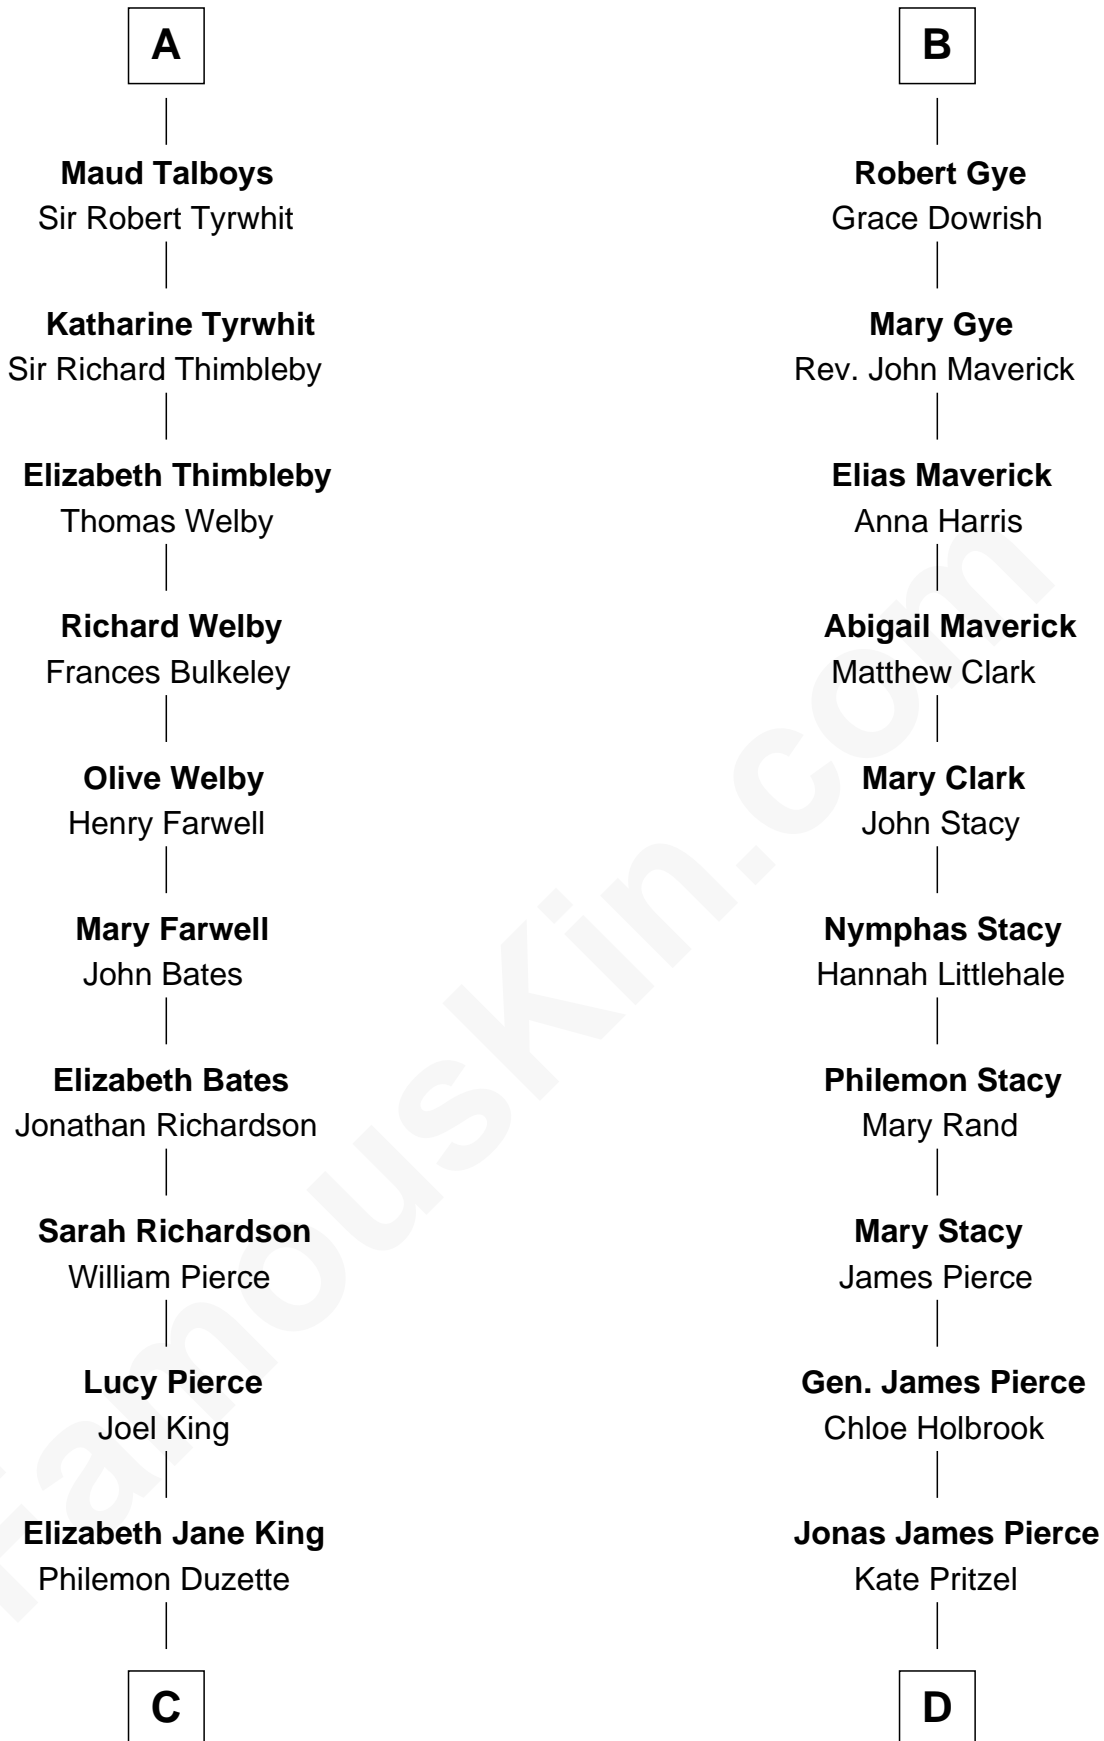 A
Maud Talboys
Sir Robert Tyrwhit
Katharine Tyrwhit
Sir Richard Thimbleby
Elizabeth Thimbleby
Thomas Welby
Richard Welby
Frances Bulkeley
Olive Welby
Henry Farwell
Mary Farwell
John Bates
Elizabeth Bates
Jonathan Richardson
Sarah Richardson
William Pierce
Lucy Pierce
Joel King
Elizabeth Jane King
Philemon Duzette
C
B
Robert Gye
Grace Dowrish
Mary Gye
Rev. John Maverick
Elias Maverick
Anna Harris
Abigail Maverick
Matthew Clark
Mary Clark
John Stacy
Nymphas Stacy
Hannah Littlehale
Philemon Stacy
Mary Rand
Mary Stacy
James Pierce
Gen. James Pierce
Chloe Holbrook
Jonas James Pierce
Kate Pritzel
D
FamousKin.com